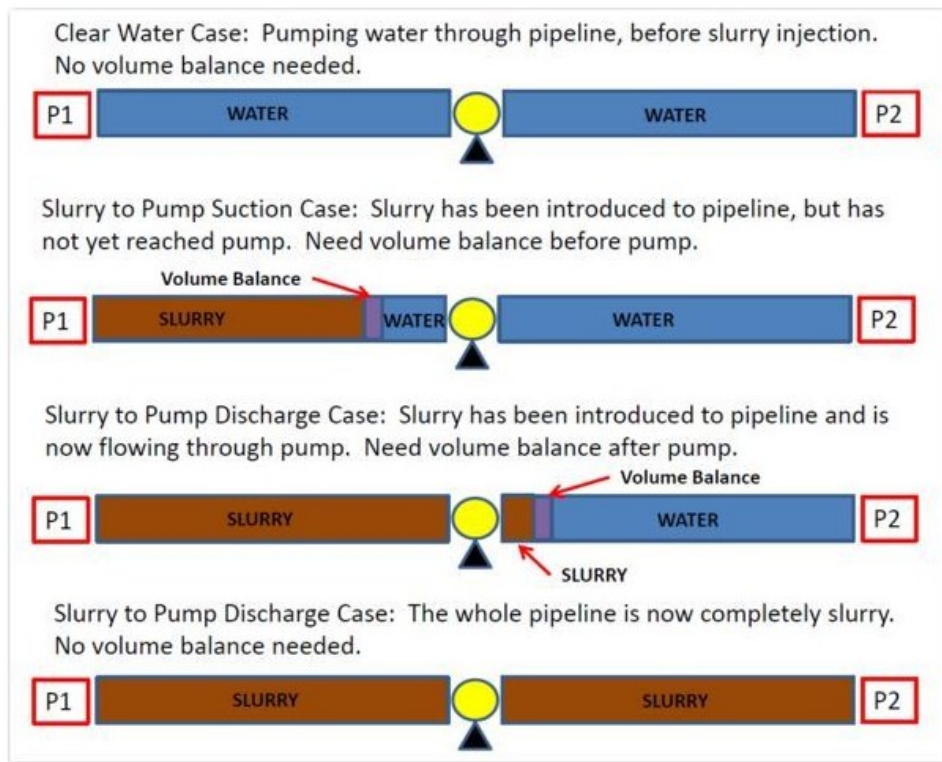 Clear Water Case: Pumping water through pipeline, before slurry injection.
No volume balance needed.
P1 WATER WATER P2
Slurry to Pump Suction Case: Slurry has been introduced to pipeline, but has
not yet reached pump. Need volume balance before pump.
Volume Balance
P1 SLURRY WATER WATER P2
Slurry to Pump Discharge Case: Slurry has been introduced to pipeline and is
now flowing through pump. Need volume balance after pump.
Volume Balance
P1 SLURRY WATER P2
SLURRY
Slurry to Pump Discharge Case: The whole pipeline is now completely slurry.
No volume balance needed.
P1 SLURRY SLURRY P2